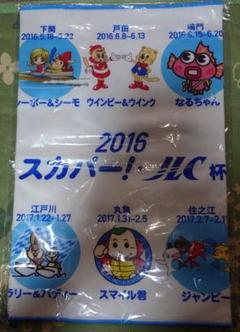 下関 戸田 鳴門
2016.5.18~5.23 2016.6.8~6.13 2016.6.15~6.20
シーボー&シーモ ウインビー&ウインク なるちゃん
2016
スカパー!・JLC杯
江戸川 丸亀 住之江
2017.1.22~1.27 2017.1.31~2.5 2017.2.7~2.1
ラリー&バディー スマイル君 ジャンピー